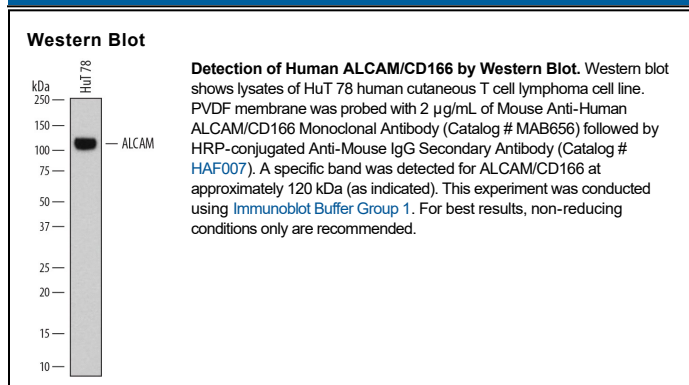 Western Blot
HuT 78
kDa
250
150
100
75
50
37
25
20
15
10
ALCAM
Detection of Human ALCAM/CD166 by Western Blot. Western blot
shows lysates of HuT 78 human cutaneous T cell lymphoma cell line.
PVDF membrane was probed with 2 µg/mL of Mouse Anti-Human
ALCAM/CD166 Monoclonal Antibody (Catalog # MAB656) followed by
HRP-conjugated Anti-Mouse IgG Secondary Antibody (Catalog #
HAF007). A specific band was detected for ALCAM/CD166 at
approximately 120 kDa (as indicated). This experiment was conducted
using Immunoblot Buffer Group 1. For best results, non-reducing
conditions only are recommended.